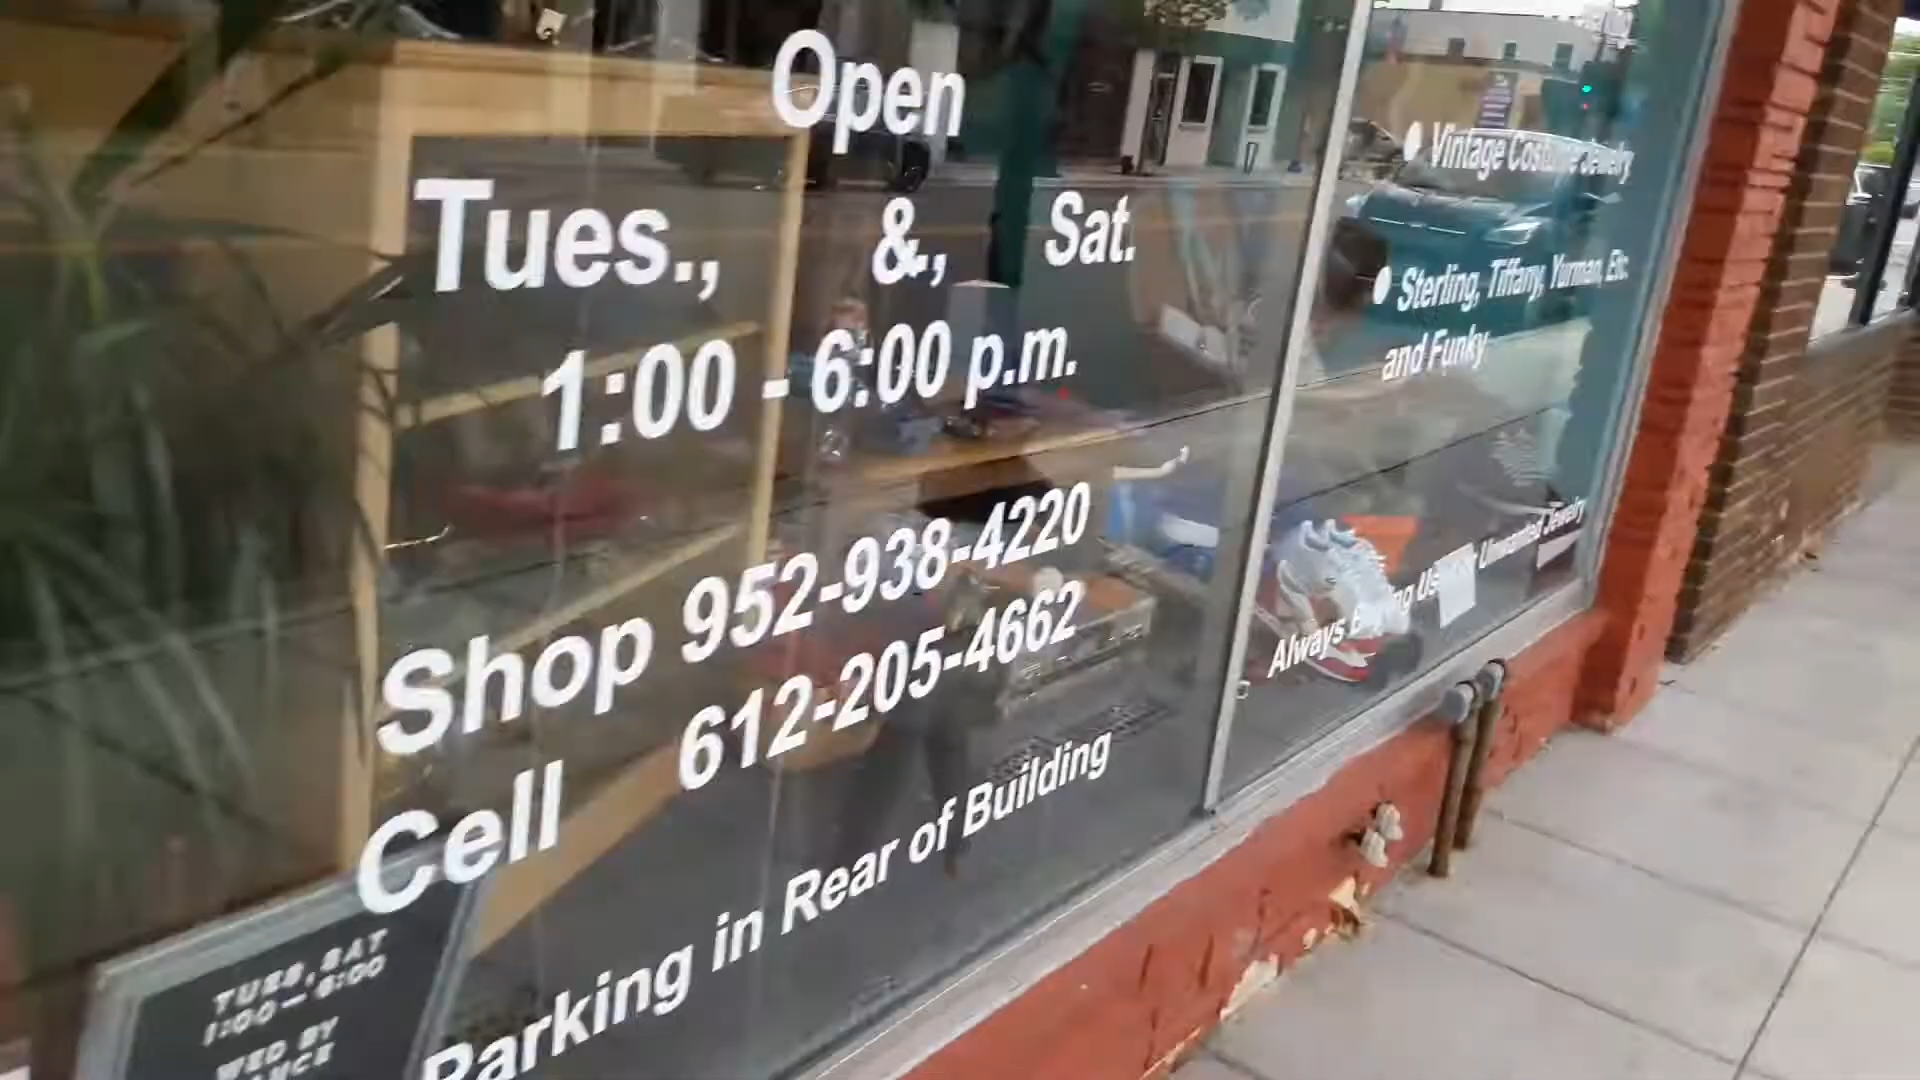 Open
Tues., &, Sat.
1:00 - 6:00 p.m.
Shop 952-938-4220
Cell 612-205-4662
Parking in Rear of Building
TUES, SAT
1:00 - 6:00
WED BY
• Vintage Costume Jewelry
• Sterling, Tiffany, Yurman, Etc.
and Funky
Always Buying Unwanted Jewelry